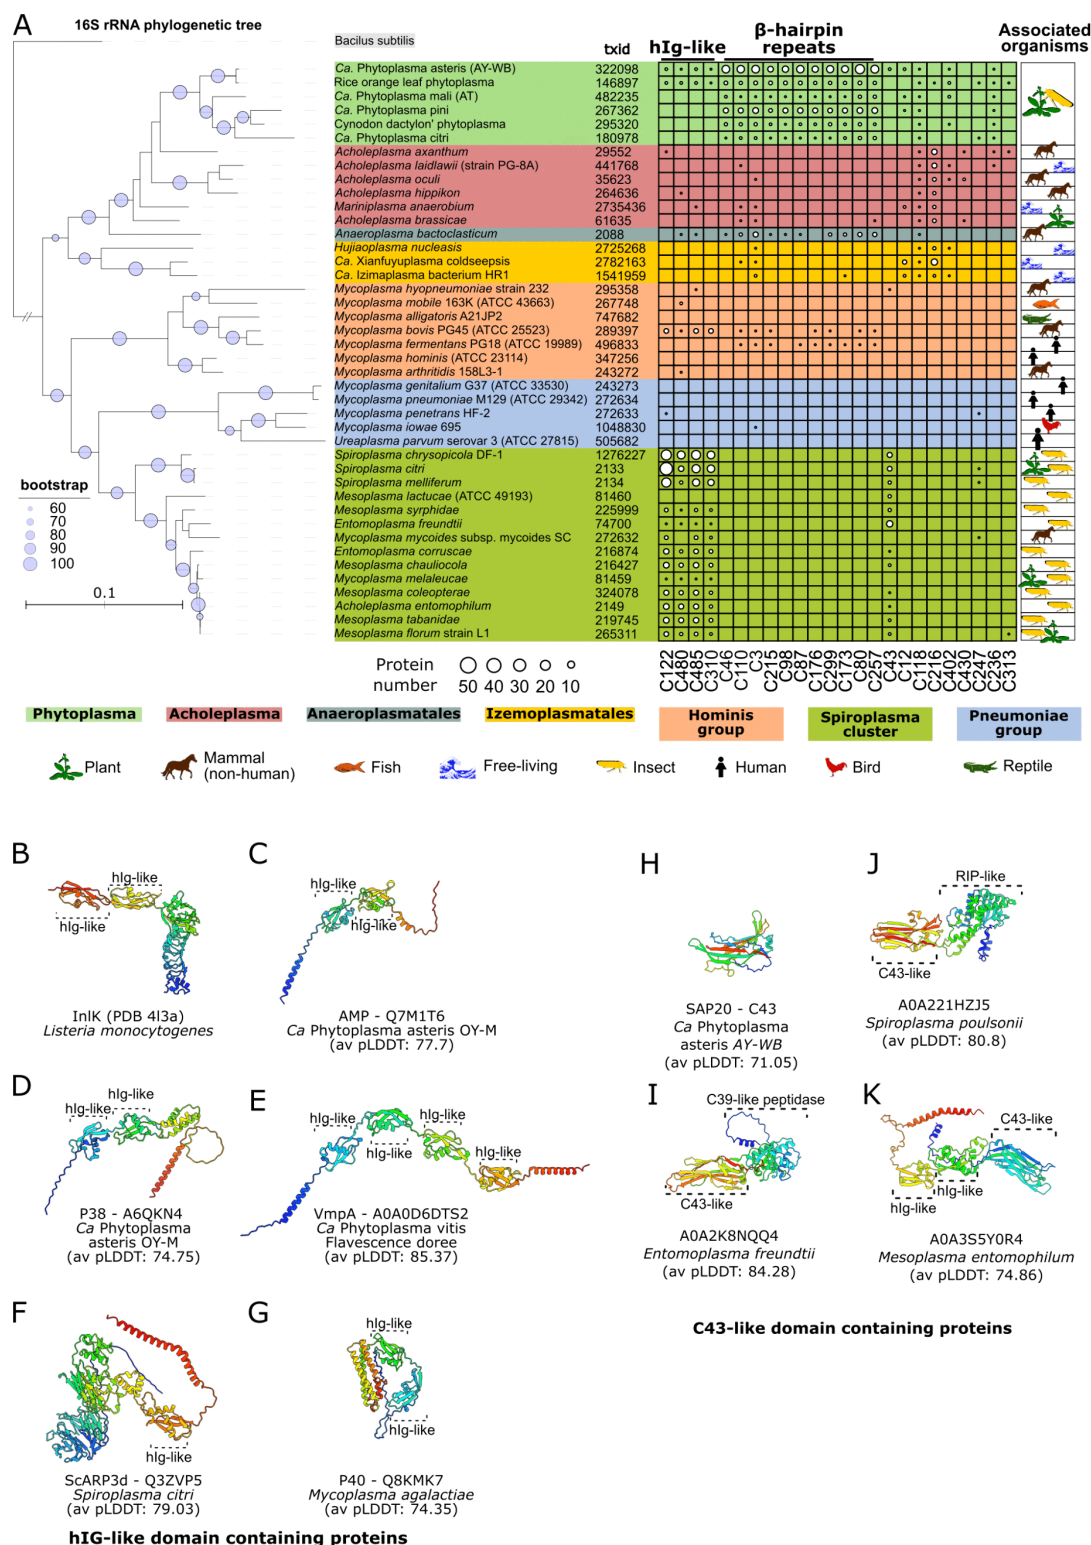 A
16S rRNA phylogenetic tree
hIg-like
β-hairpin
repeats
Associated
organisms
Bacilus subtilis
txid
Ca. Phytoplasma asteris (AY-WB) 322098
Rice orange leaf phytoplasma 146897
Ca. Phytoplasma mali (AT) 482235
Ca. Phytoplasma pini 267362
Cynodon dactylon' phytoplasma 295320
Ca. Phytoplasma citri 180978
Acholeplasma axanthum 29552
Acholeplasma laidlawii (strain PG-8A) 441768
Acholeplasma oculi 35623
Acholeplasma hippikon 264636
Mariniplasma anaerobium 2735436
Acholeplasma brassicae 61635
Anaeroplasma bactoclasticum 2088
Hujiaoplasma nucleasis 2725268
Ca. Xianfuyuplasma coldseepsis 2782163
Ca. Izimaplasma bacterium HR1 1541959
Mycoplasma hyopneumoniae strain 232 295358
Mycoplasma mobile 163K (ATCC 43663) 267748
Mycoplasma alligatoris A21JP2 747682
Mycoplasma bovis PG45 (ATCC 25523) 289397
Mycoplasma fermentans PG18 (ATCC 19989) 496833
Mycoplasma hominis (ATCC 23114) 347256
Mycoplasma arthritidis 158L3-1 243272
Mycoplasma genitalium G37 (ATCC 33530) 243273
Mycoplasma pneumoniae M129 (ATCC 29342) 272634
Mycoplasma penetrans HF-2 272633
Mycoplasma iowae 695 1048830
Ureaplasma parvum serovar 3 (ATCC 27815) 505682
Spiroplasma chrysopicola DF-1 1276227
Spiroplasma citri 2133
Spiroplasma melliferum 2134
Mesoplasma lactucae (ATCC 49193) 81460
Mesoplasma syrphidae 225999
Entomoplasma freundtii 74700
Mycoplasma mycoides subsp. mycoides SC 272632
Entomoplasma corruscae 216874
Mesoplasma chauliocola 216427
Mycoplasma melaleucae 81459
Mesoplasma coleopterae 324078
Acholeplasma entomophilum 2149
Mesoplasma tabanidae 219745
Mesoplasma florum strain L1 265311
bootstrap
60
70
80
90
100
0.1
C122 C480 C485 C310 C46 C110 C3 C215 C98 C87 C176 C299 C173 C80 C257 C43 C12 C118 C216 C402 C430 C247 C236 C313
Protein
number
50 40 30 20 10
Phytoplasma
Acholeplasma
Anaeroplasmatales
Izemoplasmatales
Hominis
group
Spiroplasma
cluster
Pneumoniae
group
Plant
Mammal
(non-human)
Fish
Free-living
Insect
Human
Bird
Reptile
B
hIg-like
hIg-like
InlK (PDB 4l3a)
Listeria monocytogenes
C
hIg-like
hIg-like
AMP - Q7M1T6
Ca Phytoplasma asteris OY-M
(av pLDDT: 77.7)
H
SAP20 - C43
Ca Phytoplasma
asteris AY-WB
(av pLDDT: 71.05)
J
RIP-like
C43-like
A0A221HZJ5
Spiroplasma poulsonii
(av pLDDT: 80.8)
D
hIg-like
hIg-like
P38 - A6QKN4
Ca Phytoplasma
asteris OY-M
(av pLDDT: 74.75)
E
hIg-like
hIg-like
hIg-like
hIg-like
VmpA - A0A0D6DTS2
Ca Phytoplasma vitis
Flavescence doree
(av pLDDT: 85.37)
I
C39-like peptidase
C43-like
A0A2K8NQQ4
Entomoplasma freundtii
(av pLDDT: 84.28)
K
C43-like
hIg-like
hIg-like
A0A3S5Y0R4
Mesoplasma entomophilum
(av pLDDT: 74.86)
F
hIg-like
ScARP3d - Q3ZVP5
Spiroplasma citri
(av pLDDT: 79.03)
G
hIg-like
hIg-like
P40 - Q8KMK7
Mycoplasma agalactiae
(av pLDDT: 74.35)
C43-like domain containing proteins
hIG-like domain containing proteins